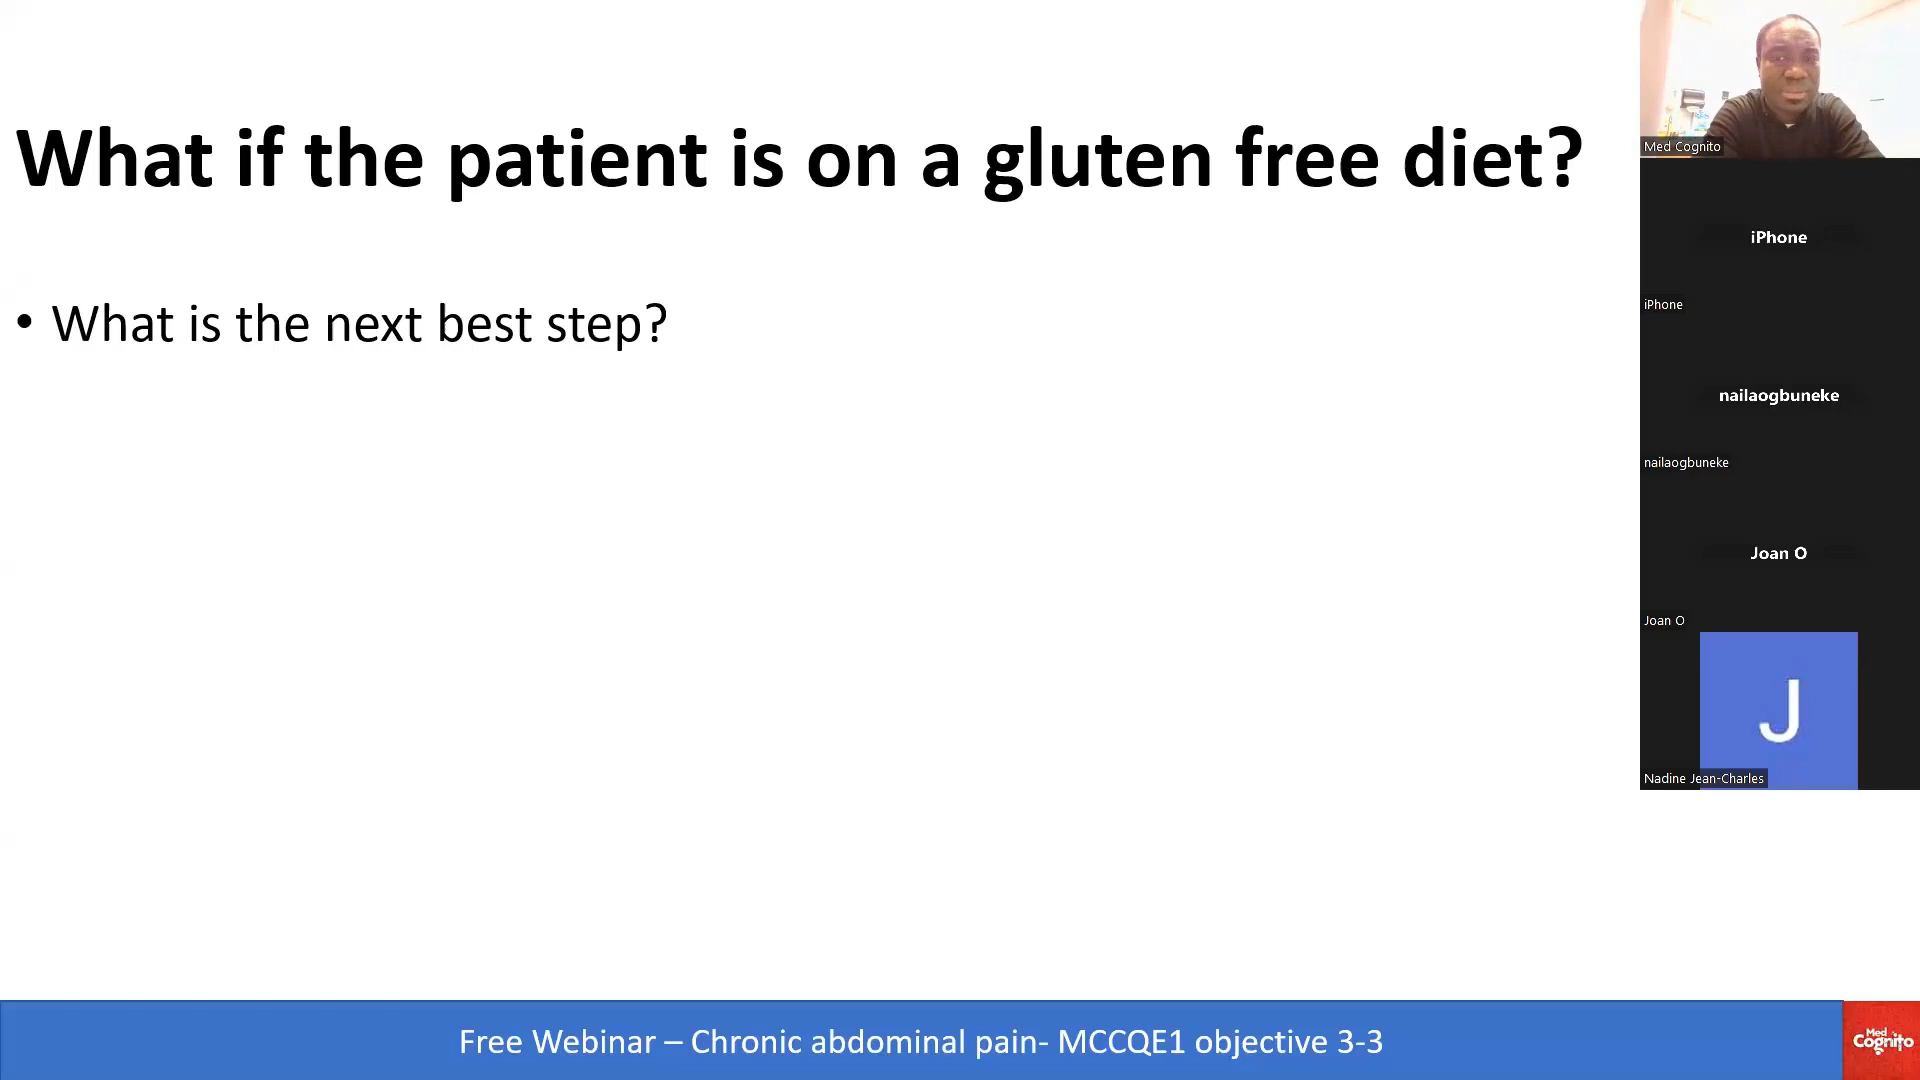 What if the patient is on a gluten free diet?
• What is the next best step?
Med Cognito
iPhone
iPhone
nailaogbuneke
nailaogbuneke
Joan O
Joan O
J
Nadine Jean-Charles
Free Webinar – Chronic abdominal pain- MCCQE1 objective 3-3
Med
Cognito